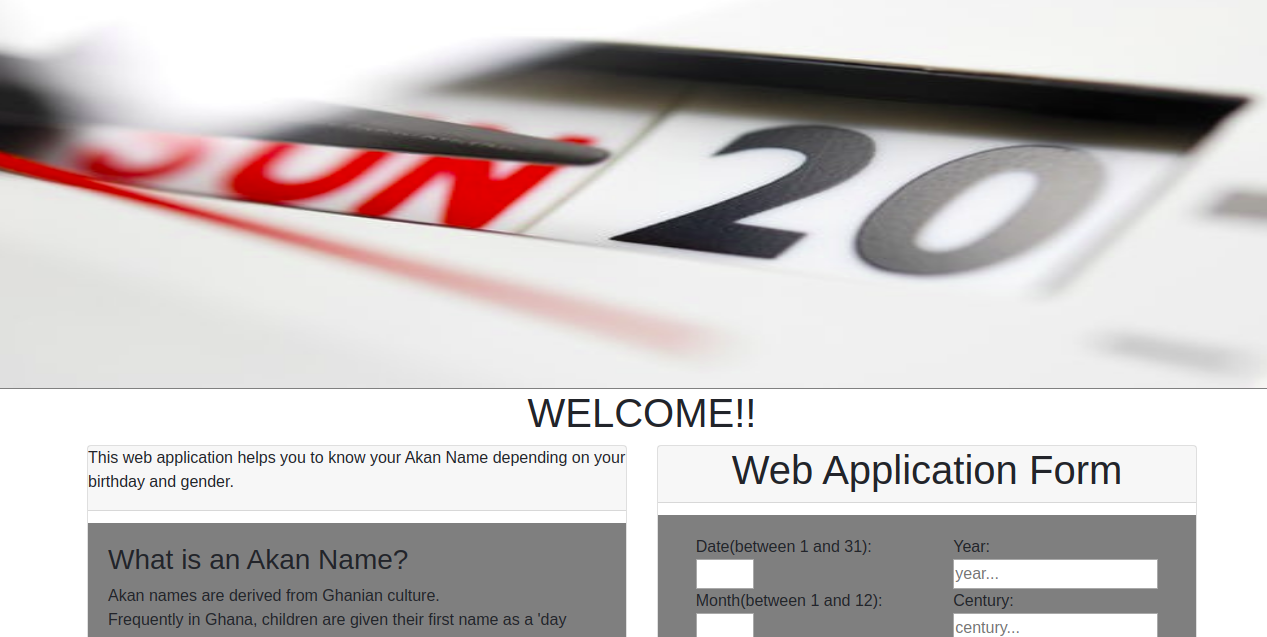 SUN 20
WELCOME!!
This web application helps you to know your Akan Name depending on your
birthday and gender.
What is an Akan Name?
Akan names are derived from Ghanian culture.
Frequently in Ghana, children are given their first name as a 'day
Web Application Form
Date(between 1 and 31):
Year:
year...
Month(between 1 and 12):
Century:
century...